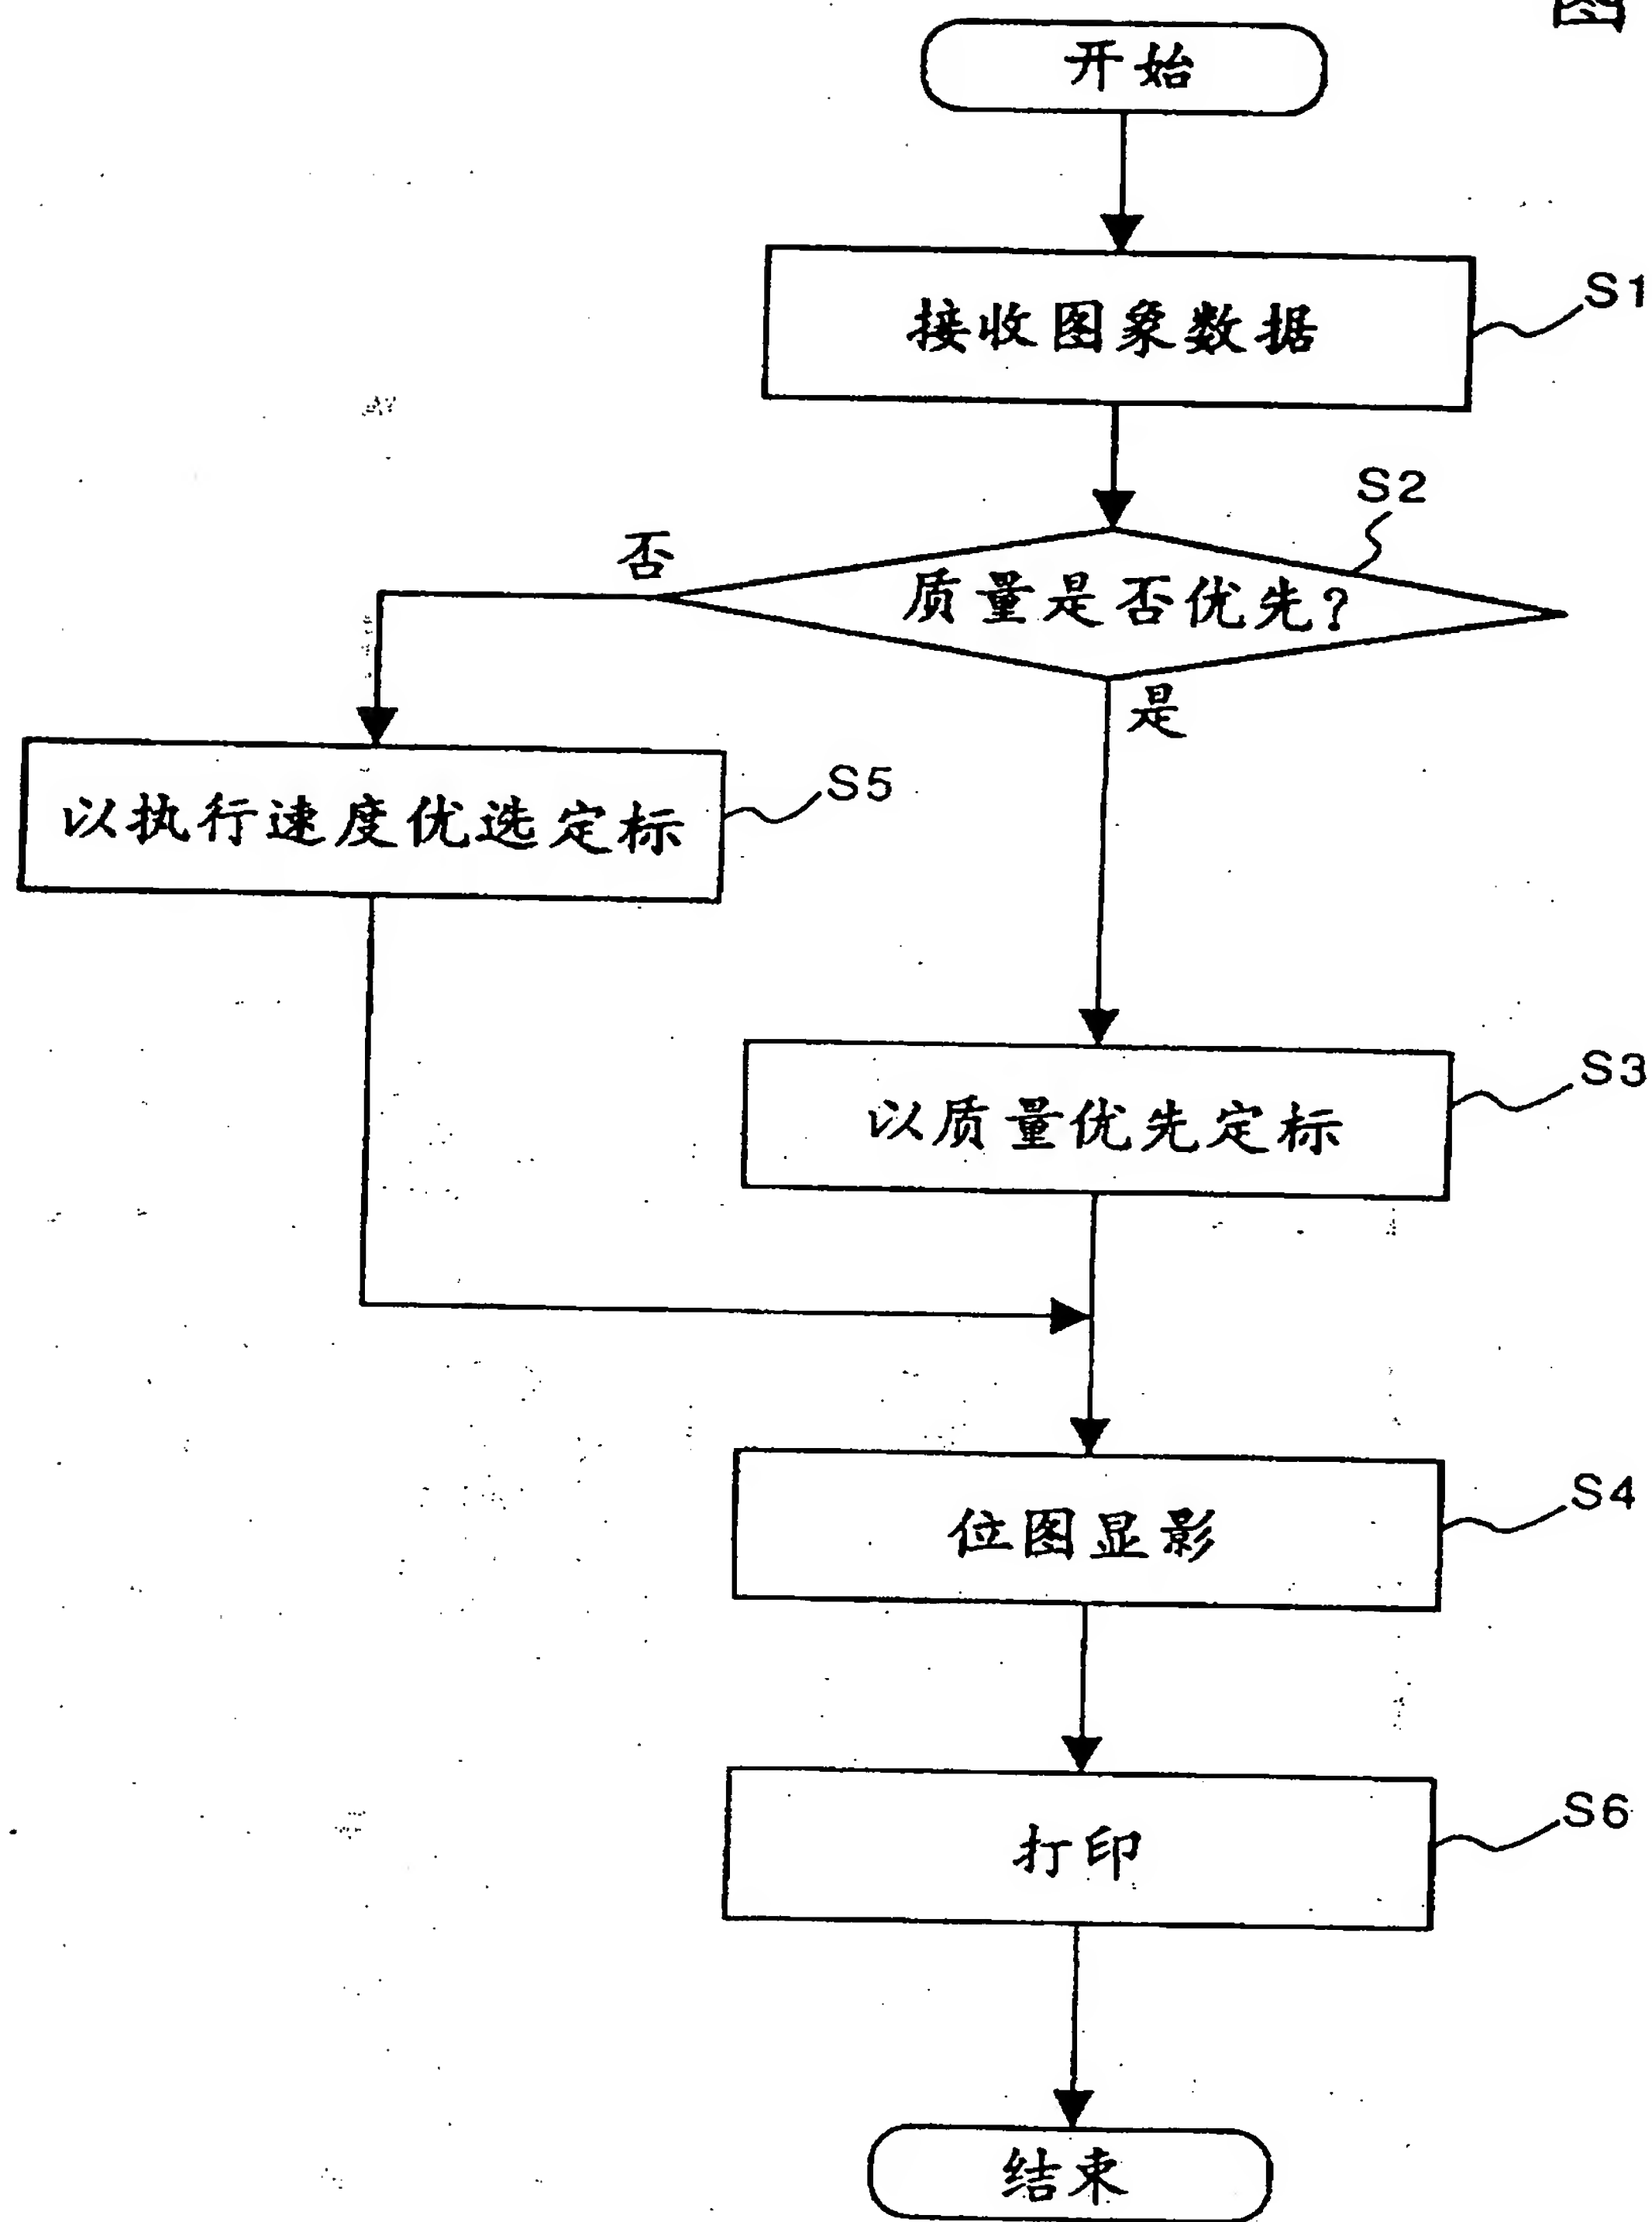 图
开始
接收图象数据
S1
S2
否
质量是否优先?
是
以执行速度优选定标
S5
以质量优先定标
S3
位图显影
S4
打印
S6
结束